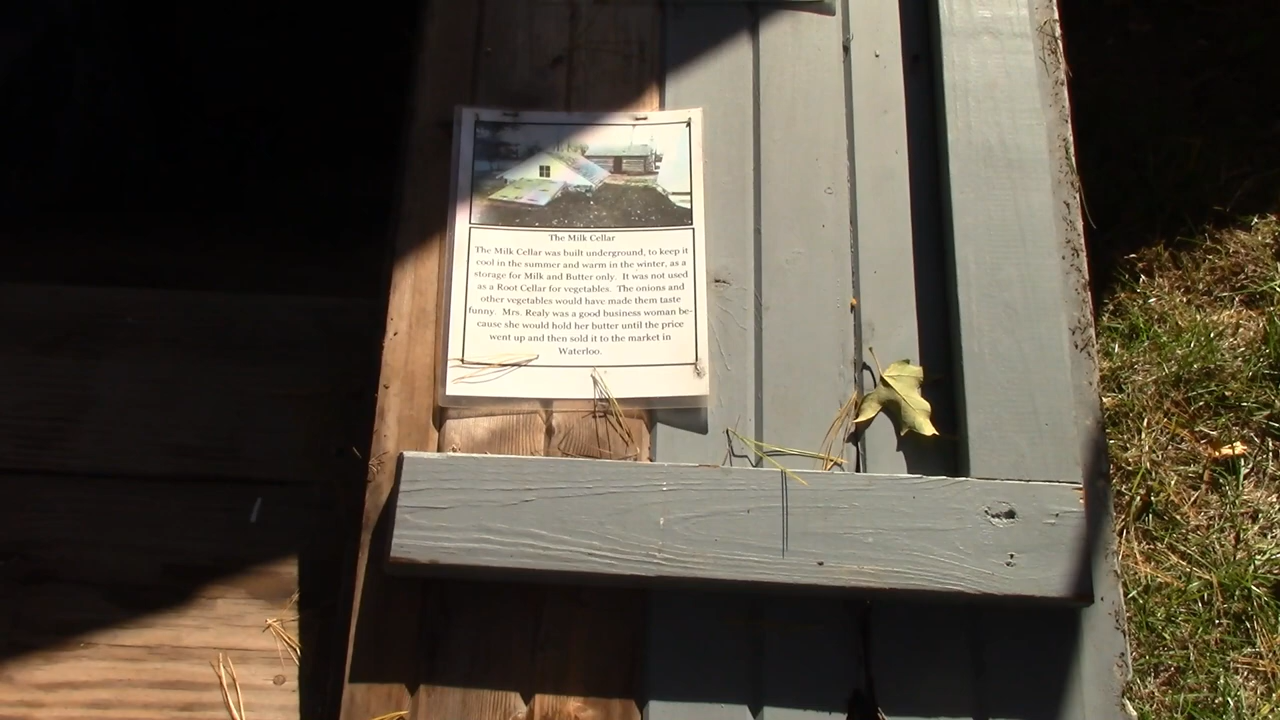 The Milk Cellar
The Milk Cellar was built underground, to keep it
cool in the summer and warm in the winter, as a
storage for Milk and Butter only. It was not used
as a Root Cellar for vegetables. The onions and
other vegetables would have made them taste
funny. Mrs. Realy was a good business woman be-
cause she would hold her butter until the price
went up and then sold it to the market in
Waterloo.